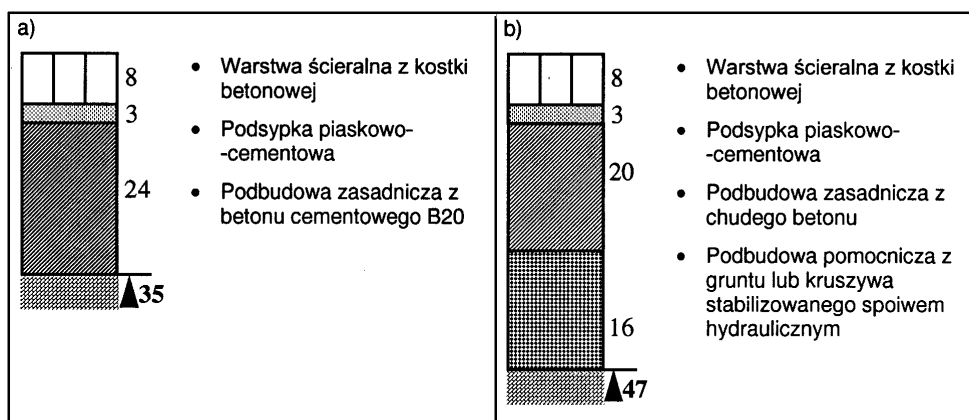 a)
8
3
24
35
• Warstwa ścieralna z kostki
betonowej
• Podsypka piaskowo-
-cementowa
• Podbudowa zasadnicza z
betonu cementowego B20
b)
8
3
20
16
47
• Warstwa ścieralna z kostki
betonowej
• Podsypka piaskowo-
-cementowa
• Podbudowa zasadnicza z
chudego betonu
• Podbudowa pomocnicza z
gruntu lub kruszywa
stabilizowanego spoiwem
hydraulicznym